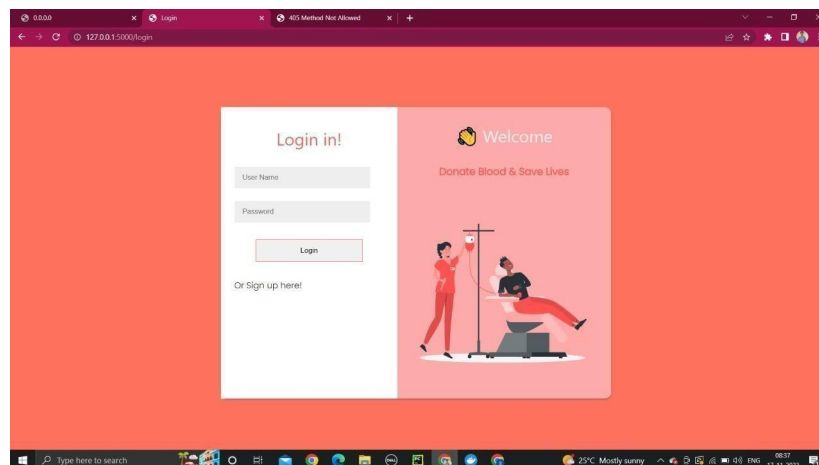 0.0.0.0
Login
405 Method Not Allowed
127.0.0.1:5000/login
Login in!
User Name
Password
Login
Or Sign up here!
Welcome
Donate Blood & Save Lives
Type here to search
25°C Mostly sunny
ENG
08:37